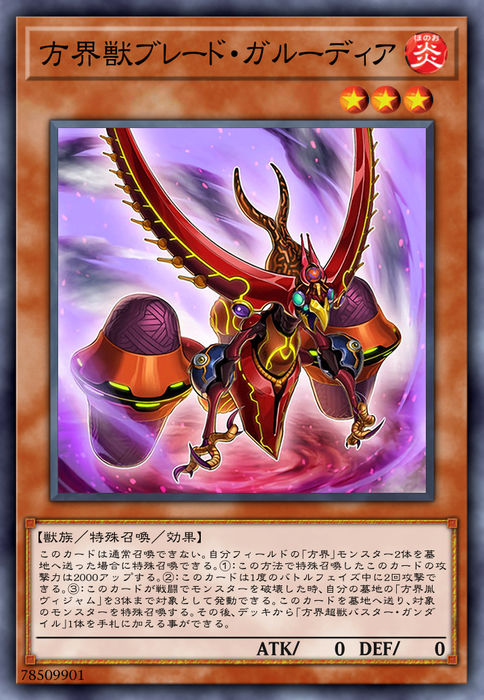 方界獣ブレード・ガルーディア
ほのお
炎
【獣族／特殊召喚／効果】
このカードは通常召喚できない。自分フィールドの「方界」モンスター2体を墓
地へ送った場合に特殊召喚できる。①：この方法で特殊召喚したこのカードの攻
撃力は2000アップする。②：このカードは1度のバトルフェイズ中に2回攻撃で
きる。③：このカードが戦闘でモンスターを破壊した時、自分の墓地の「方界胤
ヴィジャム」を3体まで対象として発動できる。このカードを墓地へ送り、対象
のモンスターを特殊召喚する。その後、デッキから「方界超獣バスター・ガンダ
イル」1体を手札に加える事ができる。
ATK/ 0 DEF/ 0
78509901